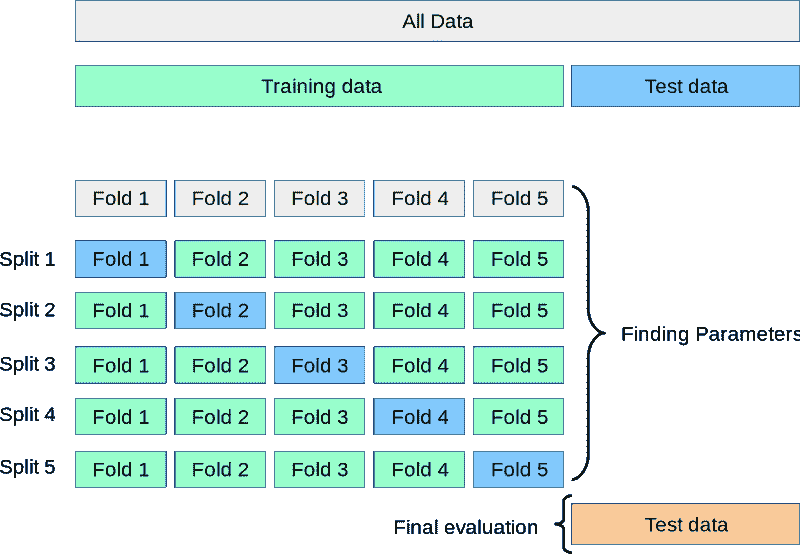 All Data
Training data Test data
Fold 1 Fold 2 Fold 3 Fold 4 Fold 5
Split 1 Fold 1 Fold 2 Fold 3 Fold 4 Fold 5
Split 2 Fold 1 Fold 2 Fold 3 Fold 4 Fold 5
Finding Parameters
Split 3 Fold 1 Fold 2 Fold 3 Fold 4 Fold 5
Split 4 Fold 1 Fold 2 Fold 3 Fold 4 Fold 5
Split 5 Fold 1 Fold 2 Fold 3 Fold 4 Fold 5
Final evaluation Test data